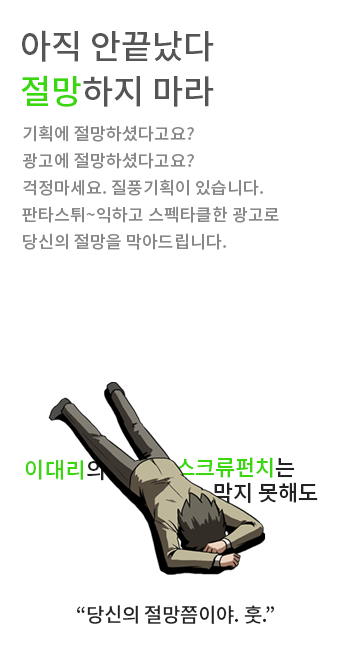 아직 안끝났다
절망하지 마라
기획에 절망하셨다고요?
광고에 절망하셨다고요?
걱정마세요. 질풍기획이 있습니다.
판타스튀~익하고 스펙타클한 광고로
당신의 절망을 막아드립니다.
이대리의 스크류펀치는
막지 못해도
“당신의 절망쯤이야. 훗.”